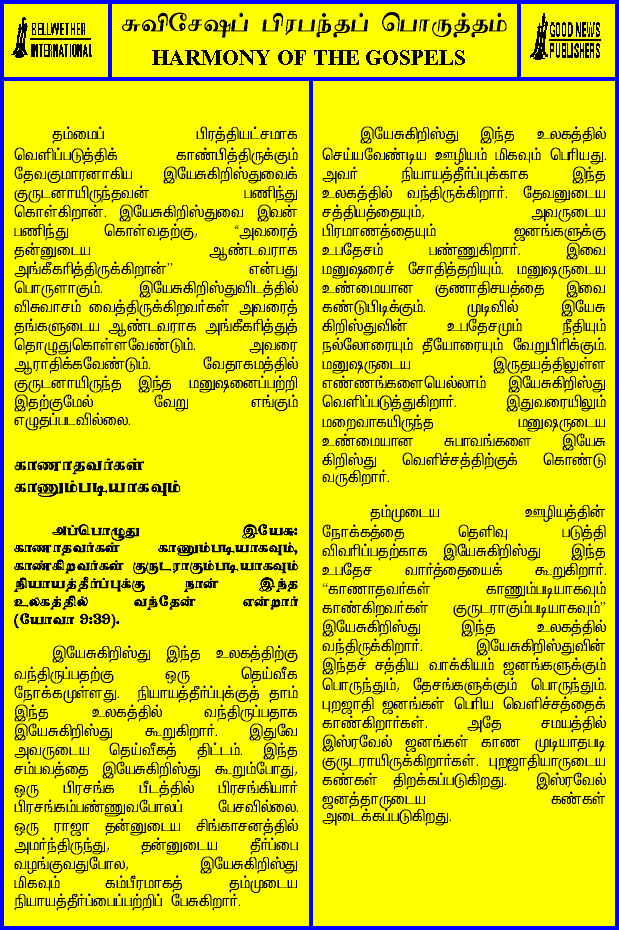 BELLWETHER
INTERNATIONAL
சுவிசேஷப் பிரபந்தப் பொருத்தம்
HARMONY OF THE GOSPELS
GOOD NEWS
PUBLISHERS
தம்மைப் பிரத்தியட்சமாக
வெளிப்படுத்திக் காண்பித்திருக்கும்
தேவகுமாரனாகிய இயேசுகிறிஸ்துவைக்
குருடனாயிருந்தவன் பணிந்து
கொள்கிறான். இயேசுகிறிஸ்துவை இவன்
பணிந்து கொள்வதற்கு, “அவரைத்
தன்னுடைய ஆண்டவராக
அங்கீகரித்திருக்கிறான்” என்பது
பொருளாகும். இயேசுகிறிஸ்துவிடத்தில்
விசுவாசம் வைத்திருக்கிறவர்கள் அவரைத்
தங்களுடைய ஆண்டவராக அங்கீகரித்துத்
தொழுதுகொள்ளவேண்டும். அவரை
ஆராதிக்கவேண்டும். வேதாகமத்தில்
குருடனாயிருந்த இந்த மனுஷனைப்பற்றி
இதற்குமேல் வேறு எங்கும்
எழுதப்படவில்லை.
காணாதவர்கள்
காணும்படியாகவும்
அப்பொழுது இயேசு:
காணாதவர்கள் காணும்படியாகவும்,
காண்கிறவர்கள் குருடராகும்படியாகவும்
நியாயத்தீர்ப்புக்கு நான் இந்த
உலகத்தில் வந்தேன் என்றார்
(யோவா 9:39).
இயேசுகிறிஸ்து இந்த உலகத்திற்கு
வந்திருப்பதற்கு ஒரு தெய்வீக
நோக்கமுள்ளது. நியாயத்தீர்ப்புக்குத் தாம்
இந்த உலகத்தில் வந்திருப்பதாக
இயேசுகிறிஸ்து கூறுகிறார். இதுவே
அவருடைய தெய்வீகத் திட்டம். இந்த
சம்பவத்தை இயேசுகிறிஸ்து கூறும்போது,
ஒரு பிரசங்க பீடத்தில் பிரசங்கியார்
பிரசங்கம்பண்ணுவபோலப் பேசவில்லை.
ஒரு ராஜா தன்னுடைய சிங்காசனத்தில்
அமர்ந்திருந்து, தன்னுடைய தீர்ப்பை
வழங்குவதுபோல, இயேசுகிறிஸ்து
மிகவும் கம்பீரமாகத் தம்முடைய
நியாயத்தீர்ப்பைப்பற்றிப் பேசுகிறார்.
இயேசுகிறிஸ்து இந்த உலகத்தில்
செய்யவேண்டிய ஊழியம் மிகவும் பெரியது.
அவர் நியாயத்தீர்ப்புக்காக இந்த
உலகத்தில் வந்திருக்கிறார். தேவனுடைய
சத்தியத்தையும், அவருடைய
பிரமாணத்தையும் ஜனங்களுக்கு
உபதேசம் பண்ணுகிறார். இவை
மனுஷரைச் சோதித்தறியும். மனுஷருடைய
உண்மையான குணாதிசயத்தை இவை
கண்டுபிடிக்கும். முடிவில் இயேசு
கிறிஸ்துவின் உபதேசமும் நீதியும்
நல்லோரையும் தீயோரையும் வேறுபிரிக்கும்.
மனுஷருடைய இருதயத்திலுள்ள
எண்ணங்களையெல்லாம் இயேசுகிறிஸ்து
வெளிப்படுத்துகிறார். இதுவரையிலும்
மறைவாகயிருந்த மனுஷருடைய
உண்மையான சுபாவங்களை இயேசு
கிறிஸ்து வெளிச்சத்திற்குக் கொண்டு
வருகிறார்.
தம்முடைய ஊழியத்தின்
நோக்கத்தை தெளிவு படுத்தி
விவரிப்பதற்காக இயேசுகிறிஸ்து இந்த
உபதேச வார்த்தையைக் கூறுகிறார்.
“காணாதவர்கள் காணும்படியாகவும்
காண்கிறவர்கள் குருடராகும்படியாகவும்”
இயேசுகிறிஸ்து இந்த உலகத்தில்
வந்திருக்கிறார். இயேசுகிறிஸ்துவின்
இந்தச் சத்திய வாக்கியம் ஜனங்களுக்கும்
பொருந்தும், தேசங்களுக்கும் பொருந்தும்.
புறஜாதி ஜனங்கள் பெரிய வெளிச்சத்தைக்
காண்கிறார்கள். அதே சமயத்தில்
இஸ்ரவேல் ஜனங்கள் காண முடியாதபடி
குருடராயிருக்கிறார்கள். புறஜாதியாருடைய
கண்கள் திறக்கப்படுகிறது. இஸ்ரவேல்
ஜனத்தாருடைய கண்கள்
அடைக்கப்படுகிறது.